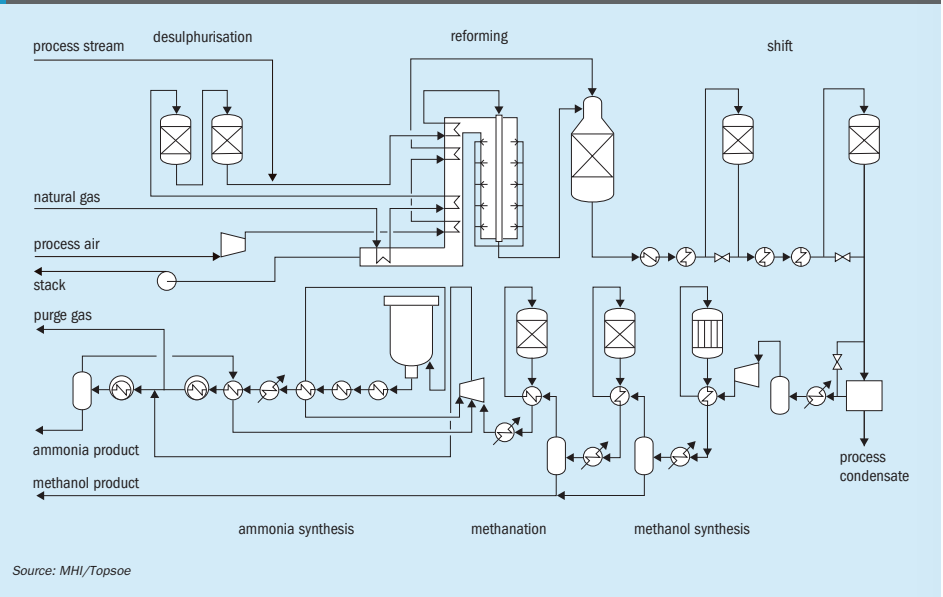 desulphurisation
reforming
shift
process stream
natural gas
process air
stack
purge gas
ammonia product
methanol product
process
condensate
ammonia synthesis
methanation
methanol synthesis
Source: MHI/Topsoe